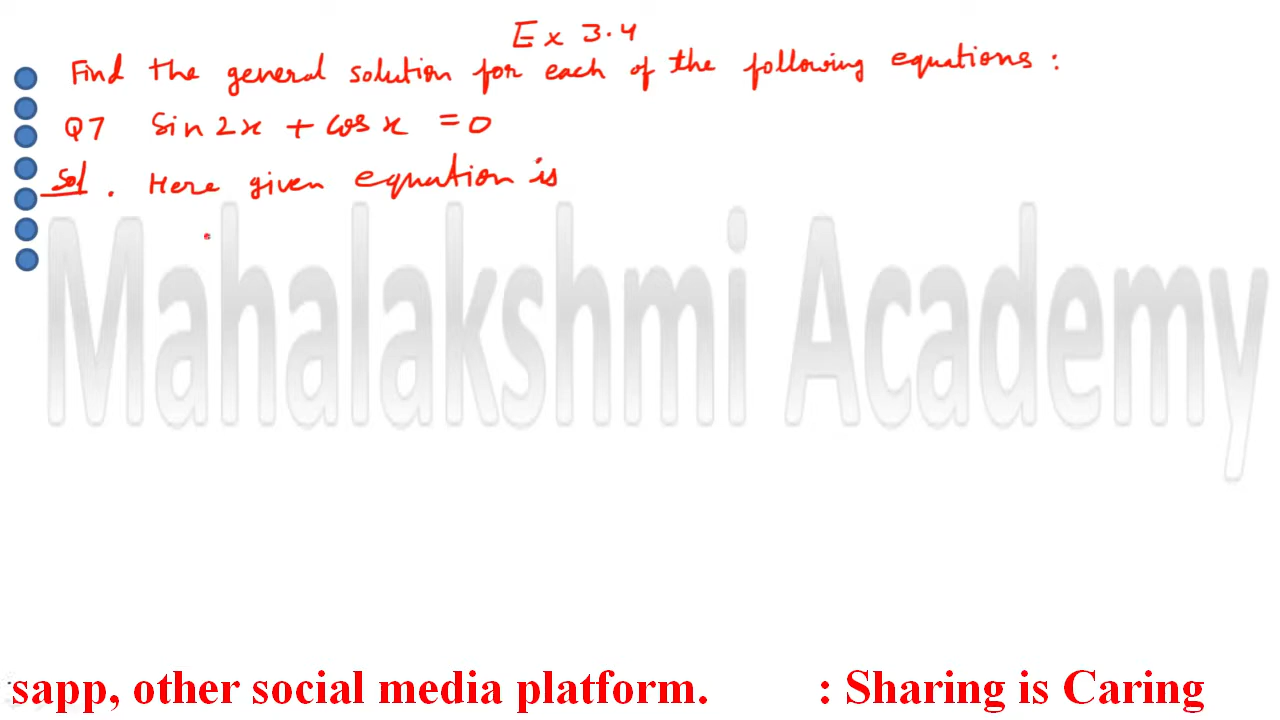 Ex 3.4
Find the general solution for each of the following equations :
Q7 Sin 2x + cos x = 0
Sol. Here given equation is
Mahalakshmi Academy
sapp, other social media platform. : Sharing is Caring